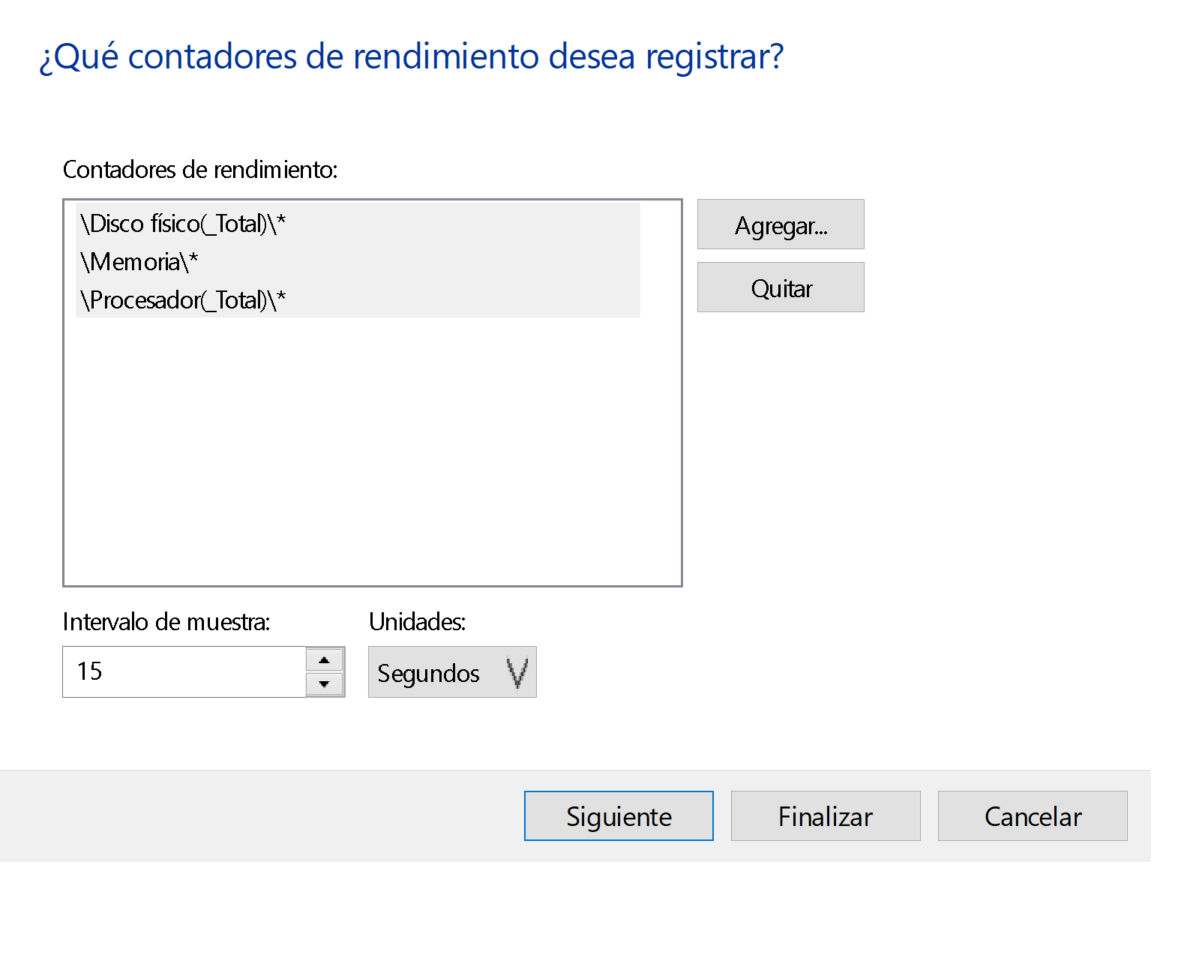 ¿Qué contadores de rendimiento desea registrar?
Contadores de rendimiento:
\Disco físico(_Total)\*
\Memoria\*
\Procesador(_Total)\*
Agregar...
Quitar
Intervalo de muestra:
Unidades:
15
Segundos
Siguiente
Finalizar
Cancelar